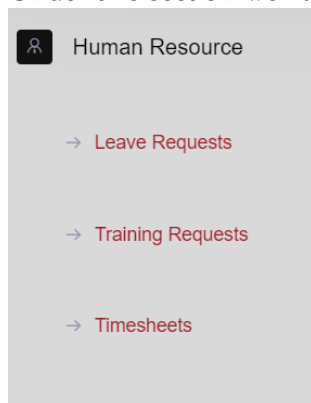 Human Resource
→ Leave Requests
→ Training Requests
→ Timesheets